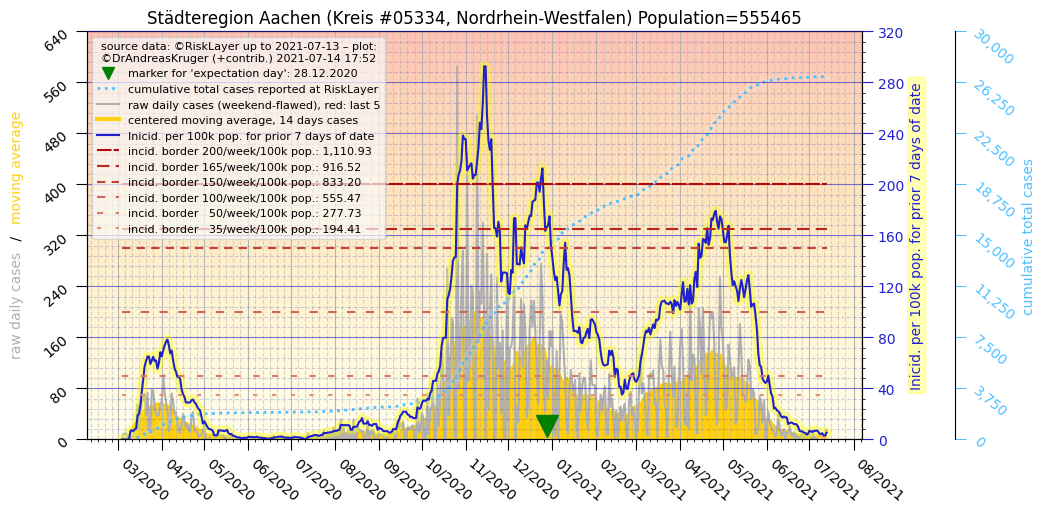 Städteregion Aachen (Kreis #05334, Nordrhein-Westfalen) Population=555465
source data: ©RiskLayer up to 2021-07-13 – plot:
©DrAndreasKruger (+contrib.) 2021-07-14 17:52
marker for 'expectation day': 28.12.2020
cumulative total cases reported at RiskLayer
raw daily cases (weekend-flawed), red: last 5
centered moving average, 14 days cases
Inicid. per 100k pop. for prior 7 days of date
incid. border 200/week/100k pop.: 1,110.93
incid. border 165/week/100k pop.: 916.52
incid. border 150/week/100k pop.: 833.20
incid. border 100/week/100k pop.: 555.47
incid. border   50/week/100k pop.: 277.73
incid. border   35/week/100k pop.: 194.41
raw daily cases   /   moving average
640
560
480
400
320
240
160
80
0
03/2020
04/2020
05/2020
06/2020
07/2020
08/2020
09/2020
10/2020
11/2020
12/2020
01/2021
02/2021
03/2021
04/2021
05/2021
06/2021
07/2021
08/2021
320
280
240
200
160
120
80
40
0
Inicid. per 100k pop. for prior 7 days of date
30,000
26,250
22,500
18,750
15,000
11,250
7,500
3,750
0
cumulative total cases